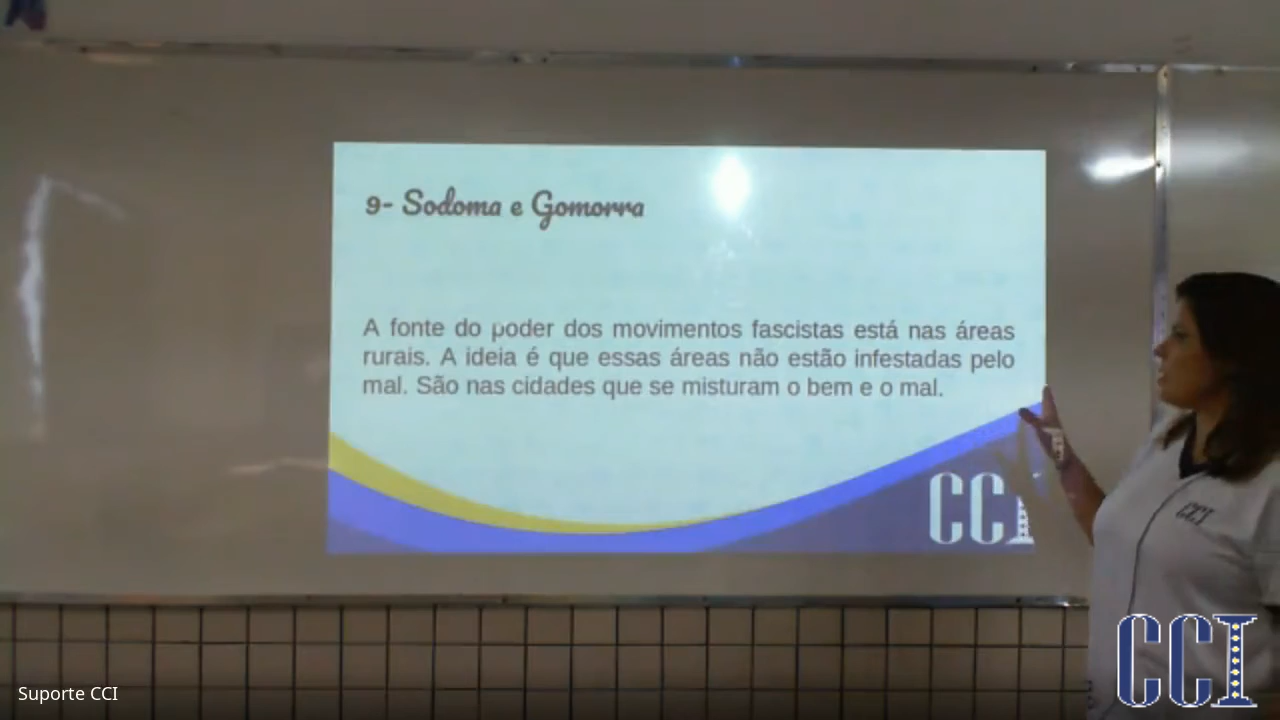 9- Sodoma e Gomorra
A fonte do poder dos movimentos fascistas está nas áreas
rurais. A ideia é que essas áreas não estão infestadas pelo
mal. São nas cidades que se misturam o bem e o mal.
CCI
CCI
CCI
Suporte CCI